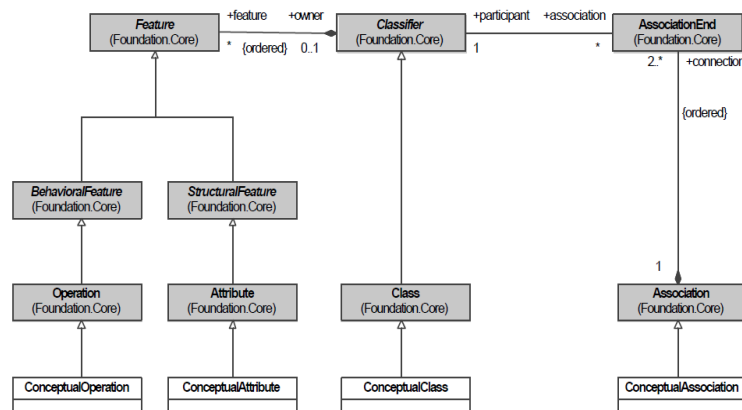 Feature
(Foundation.Core)
+feature
+owner
*
{ordered}
0..1
Classifier
(Foundation.Core)
+participant
+association
1
*
AssociationEnd
(Foundation.Core)
2..*
+connection
{ordered}
BehavioralFeature
(Foundation.Core)
StructuralFeature
(Foundation.Core)
1
Operation
(Foundation.Core)
Attribute
(Foundation.Core)
Class
(Foundation.Core)
Association
(Foundation.Core)
ConceptualOperation
ConceptualAttribute
ConceptualClass
ConceptualAssociation